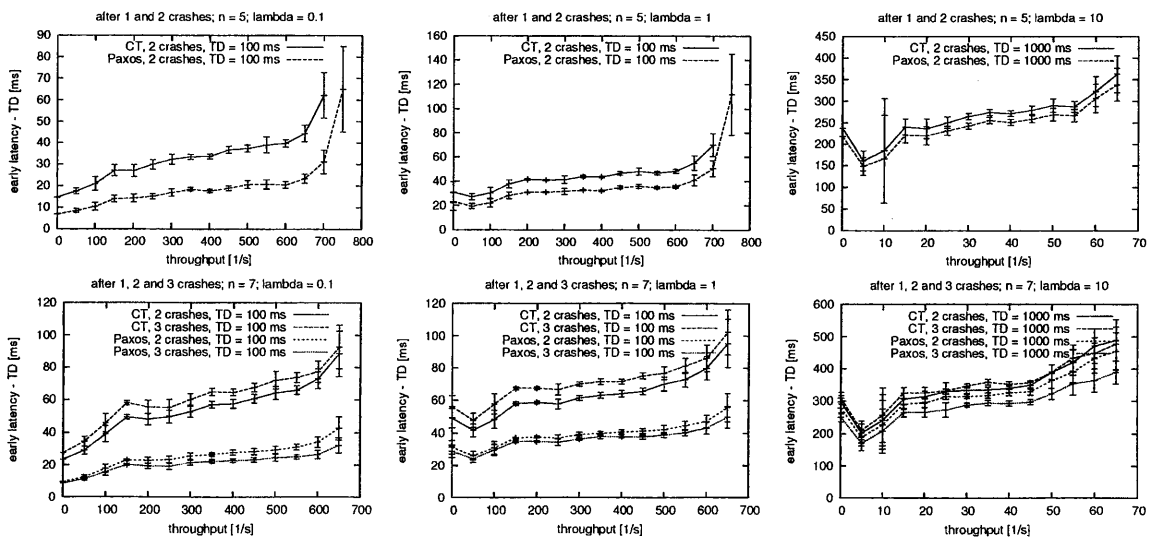 after 1 and 2 crashes; n = 5; lambda = 0.1
90
80
70
60
50
40
30
20
10
0
early latency - TD [ms]
CT, 2 crashes, TD = 100 ms
Paxos, 2 crashes, TD = 100 ms
0 100 200 300 400 500 600 700 800
throughput [1/s]
after 1 and 2 crashes; n = 5; lambda = 1
160
140
120
100
80
60
40
20
0
early latency - TD [ms]
CT, 2 crashes, TD = 100 ms
Paxos, 2 crashes, TD = 100 ms
0 100 200 300 400 500 600 700 800
throughput [1/s]
after 1 and 2 crashes; n = 5; lambda = 10
450
400
350
300
250
200
150
100
50
0
early latency - TD [ms]
CT, 2 crashes, TD = 1000 ms
Paxos, 2 crashes, TD = 1000 ms
0 10 20 30 40 50 60 70
throughput [1/s]
after 1, 2 and 3 crashes; n = 7; lambda = 0.1
120
100
80
60
40
20
0
early latency - TD [ms]
CT, 2 crashes, TD = 100 ms
CT, 3 crashes, TD = 100 ms
Paxos, 2 crashes, TD = 100 ms
Paxos, 3 crashes, TD = 100 ms
0 100 200 300 400 500 600 700
throughput [1/s]
after 1, 2 and 3 crashes; n = 7; lambda = 1
120
100
80
60
40
20
0
early latency - TD [ms]
CT, 2 crashes, TD = 100 ms
CT, 3 crashes, TD = 100 ms
Paxos, 2 crashes, TD = 100 ms
Paxos, 3 crashes, TD = 100 ms
0 100 200 300 400 500 600 700
throughput [1/s]
after 1, 2 and 3 crashes; n = 7; lambda = 10
600
500
400
300
200
100
0
early latency - TD [ms]
CT, 2 crashes, TD = 1000 ms
CT, 3 crashes, TD = 1000 ms
Paxos, 2 crashes, TD = 1000 ms
Paxos, 3 crashes, TD = 1000 ms
0 10 20 30 40 50 60 70
throughput [1/s]